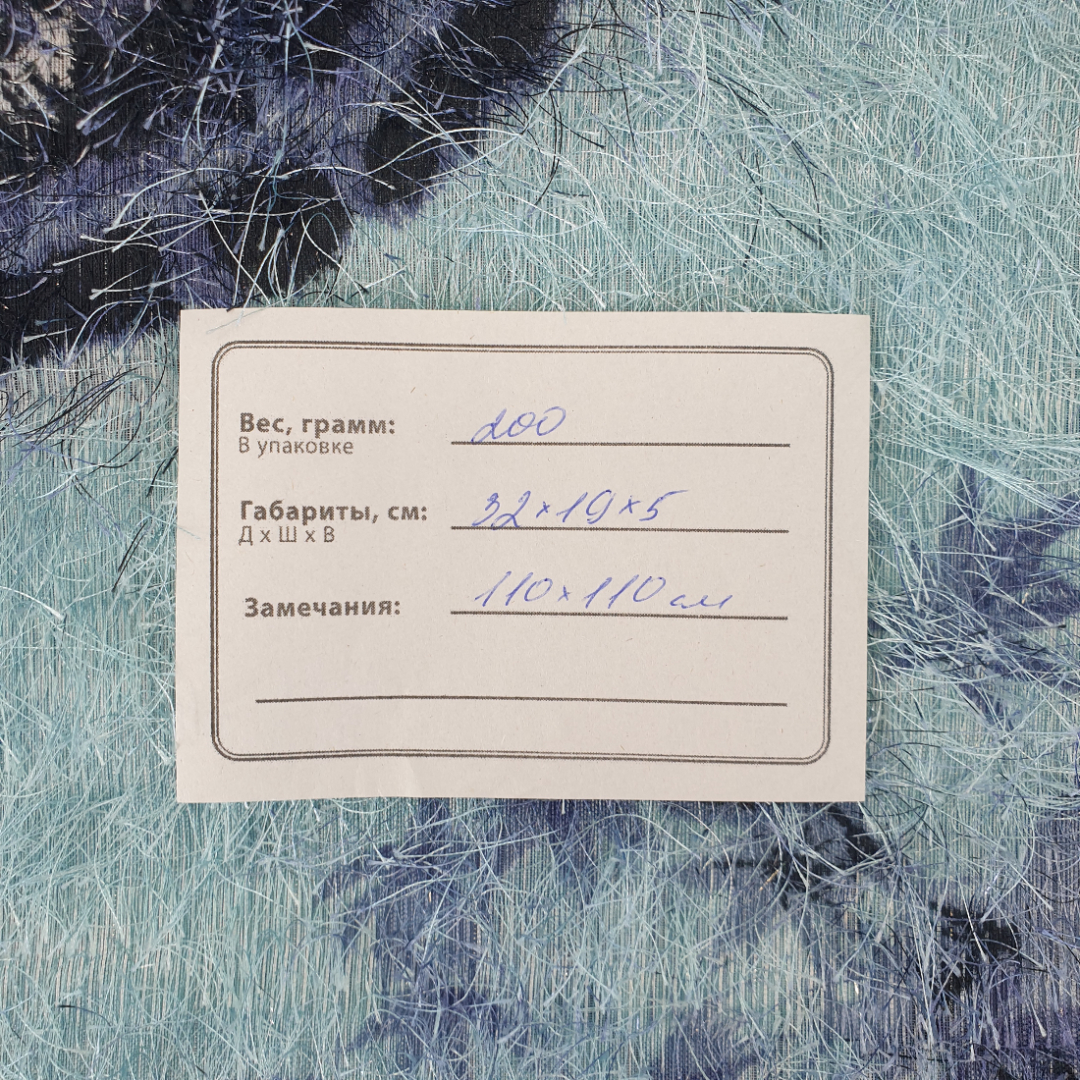 Вес, грамм: 200
В упаковке
Габариты, см: 32×19×5
Д х Ш х В
Замечания: 110×110 см